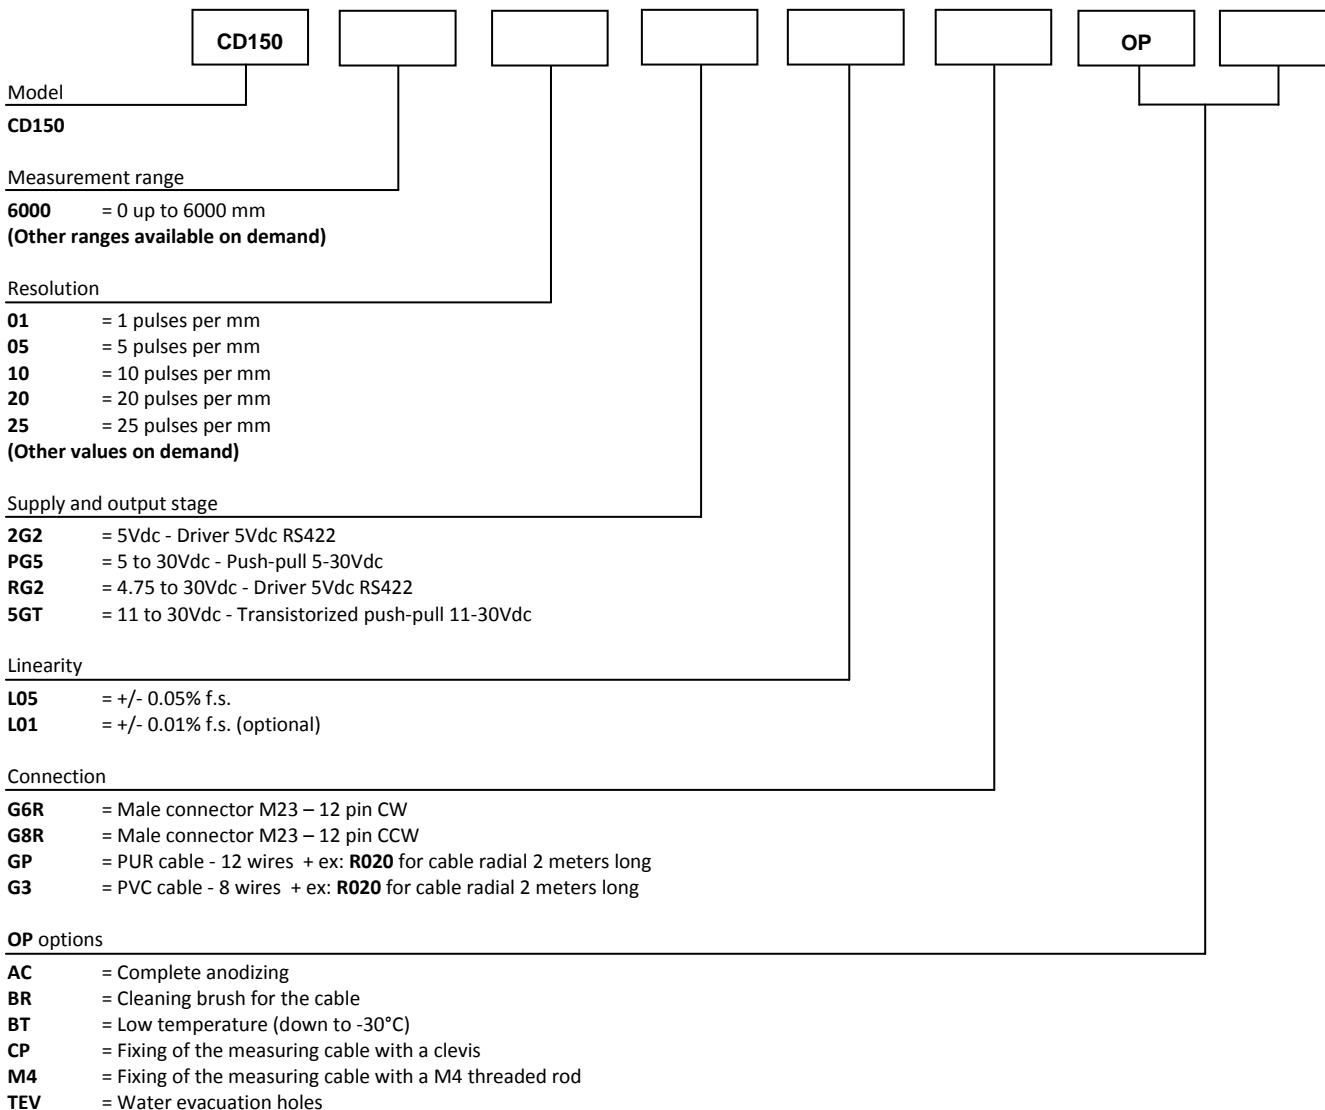 CD150 OP
Model
CD150
Measurement range
6000 = 0 up to 6000 mm
(Other ranges available on demand)
Resolution
01 = 1 pulses per mm
05 = 5 pulses per mm
10 = 10 pulses per mm
20 = 20 pulses per mm
25 = 25 pulses per mm
(Other values on demand)
Supply and output stage
2G2 = 5Vdc - Driver 5Vdc RS422
PG5 = 5 to 30Vdc - Push-pull 5-30Vdc
RG2 = 4.75 to 30Vdc - Driver 5Vdc RS422
5GT = 11 to 30Vdc - Transistorized push-pull 11-30Vdc
Linearity
L05 = +/- 0.05% f.s.
L01 = +/- 0.01% f.s. (optional)
Connection
G6R = Male connector M23 – 12 pin CW
G8R = Male connector M23 – 12 pin CCW
GP = PUR cable - 12 wires + ex: R020 for cable radial 2 meters long
G3 = PVC cable - 8 wires + ex: R020 for cable radial 2 meters long
OP options
AC = Complete anodizing
BR = Cleaning brush for the cable
BT = Low temperature (down to -30°C)
CP = Fixing of the measuring cable with a clevis
M4 = Fixing of the measuring cable with a M4 threaded rod
TEV = Water evacuation holes